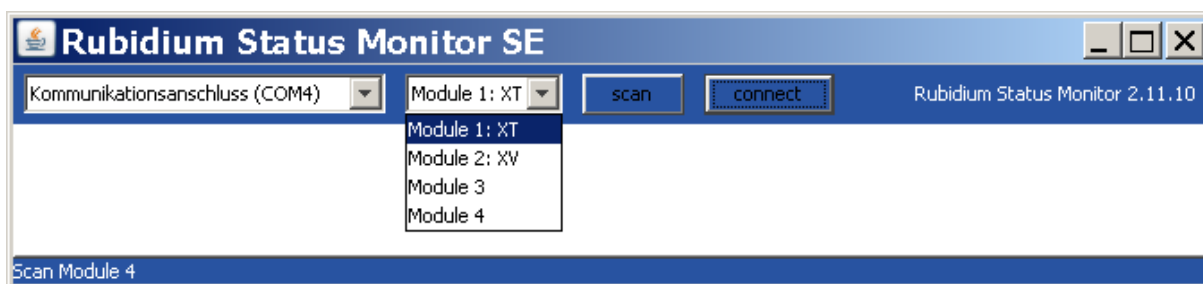 Rubidium Status Monitor SE
Kommunikationsanschluss (COM4) Module 1: XT scan connect Rubidium Status Monitor 2.11.10
Module 1: XT
Module 2: XV
Module 3
Module 4
Scan Module 4